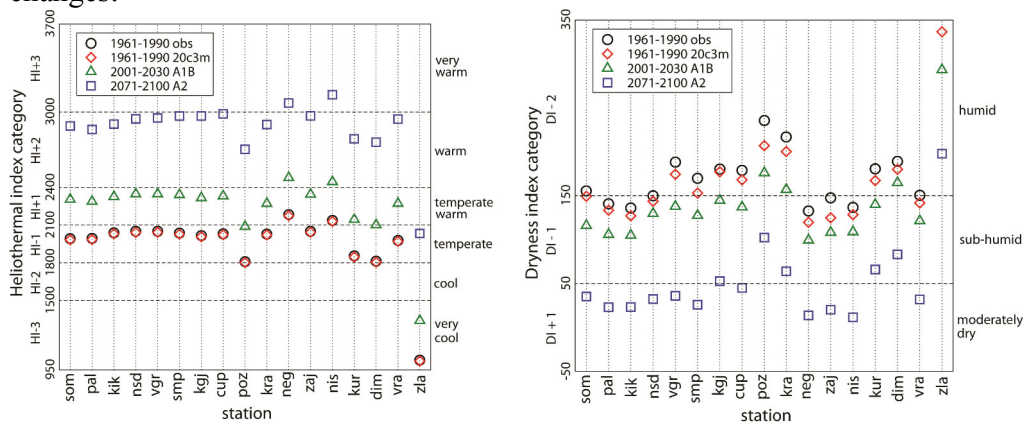 changes.
3700
3000
2400
2100
1800
1500
950
Heliothermal index category
HI+3
HI+2
HI+1
HI-1
HI-2
HI-3
1961-1990 obs
1961-1990 20c3m
2001-2030 A1B
2071-2100 A2
very
warm
warm
temperate
warm
temperate
cool
very
cool
som pal kik nsd vgr smp kgj cup poz kra neg zaj nis kur dim vra zla
station
350
150
50
-50
Dryness index category
DI - 2
DI - 1
DI + 1
1961-1990 obs
1961-1990 20c3m
2001-2030 A1B
2071-2100 A2
humid
sub-humid
moderately
dry
som pal kik nsd vgr smp kgj cup poz kra neg zaj nis kur dim vra zla
station